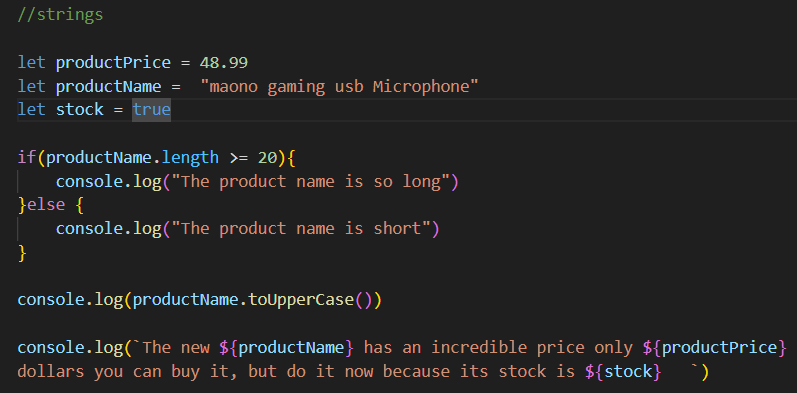 //strings
let productPrice = 48.99
let productName =  "maono gaming usb Microphone"
let stock = true
if(productName.length >= 20){
    console.log("The product name is so long")
}else {
    console.log("The product name is short")
}
console.log(productName.toUpperCase())
console.log(`The new ${productName} has an incredible price only ${productPrice}
dollars you can buy it, but do it now because its stock is ${stock}   `)